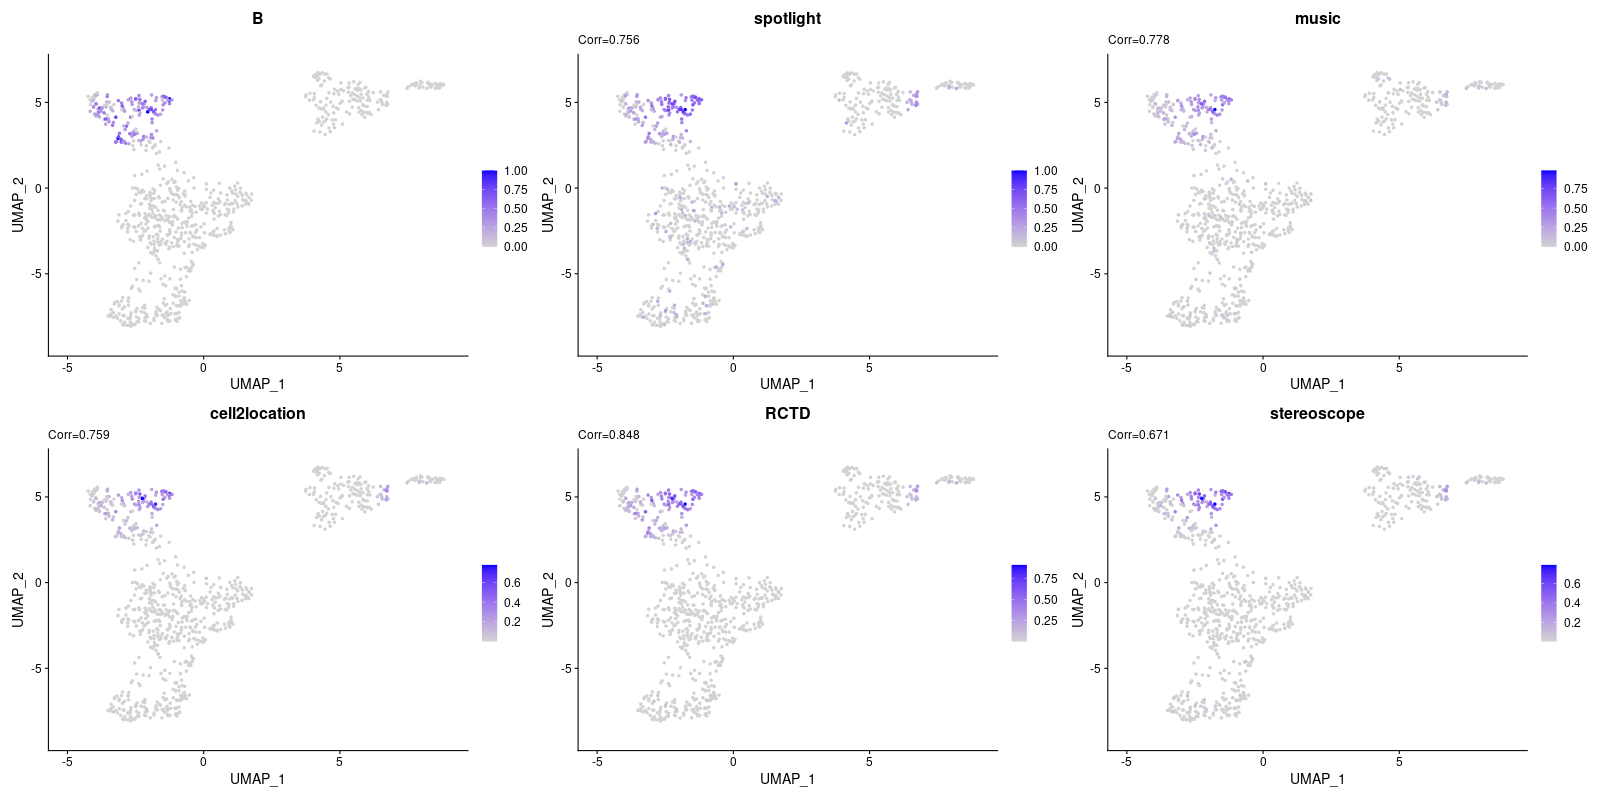 B
5
0
-5
UMAP_2
-5
0
5
UMAP_1
1.00
0.75
0.50
0.25
0.00
spotlight
Corr=0.756
5
0
-5
UMAP_2
-5
0
5
UMAP_1
1.00
0.75
0.50
0.25
0.00
music
Corr=0.778
5
0
-5
UMAP_2
-5
0
5
UMAP_1
0.75
0.50
0.25
0.00
cell2location
Corr=0.759
5
0
-5
UMAP_2
-5
0
5
UMAP_1
0.6
0.4
0.2
RCTD
Corr=0.848
5
0
-5
UMAP_2
-5
0
5
UMAP_1
0.75
0.50
0.25
stereoscope
Corr=0.671
5
0
-5
UMAP_2
-5
0
5
UMAP_1
0.6
0.4
0.2